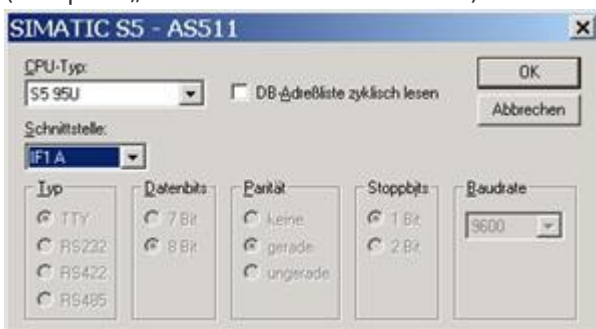 SIMATIC S5 - AS511
CPU-Typ:
S5 95U
DB-Adreßliste zyklisch lesen
OK
Abbrechen
Schnittstelle:
IF1 A
Typ
TTY
RS232
RS422
RS485
Datenbits
7 Bit
8 Bit
Parität
keine
gerade
ungerade
Stoppbits
1 Bit
2 Bit
Baudrate
9600